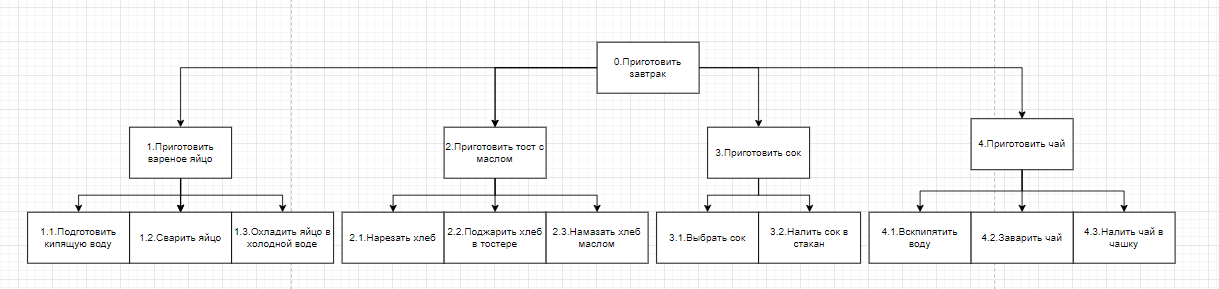 0.Приготовить
завтрак
1.Приготовить
вареное яйцо
2.Приготовить тост с
маслом
3.Приготовить сок
4.Приготовить чай
1.1.Подготовить
кипящую воду
1.2.Сварить яйцо
1.3.Охладить яйцо в
холодной воде
2.1.Нарезать хлеб
2.2.Поджарить хлеб
в тостере
2.3.Намазать хлеб
маслом
3.1.Выбрать сок
3.2.Налить сок в
стакан
4.1.Вскпипятить
воду
4.2.Заварить чай
4.3.Налить чай в
чашку